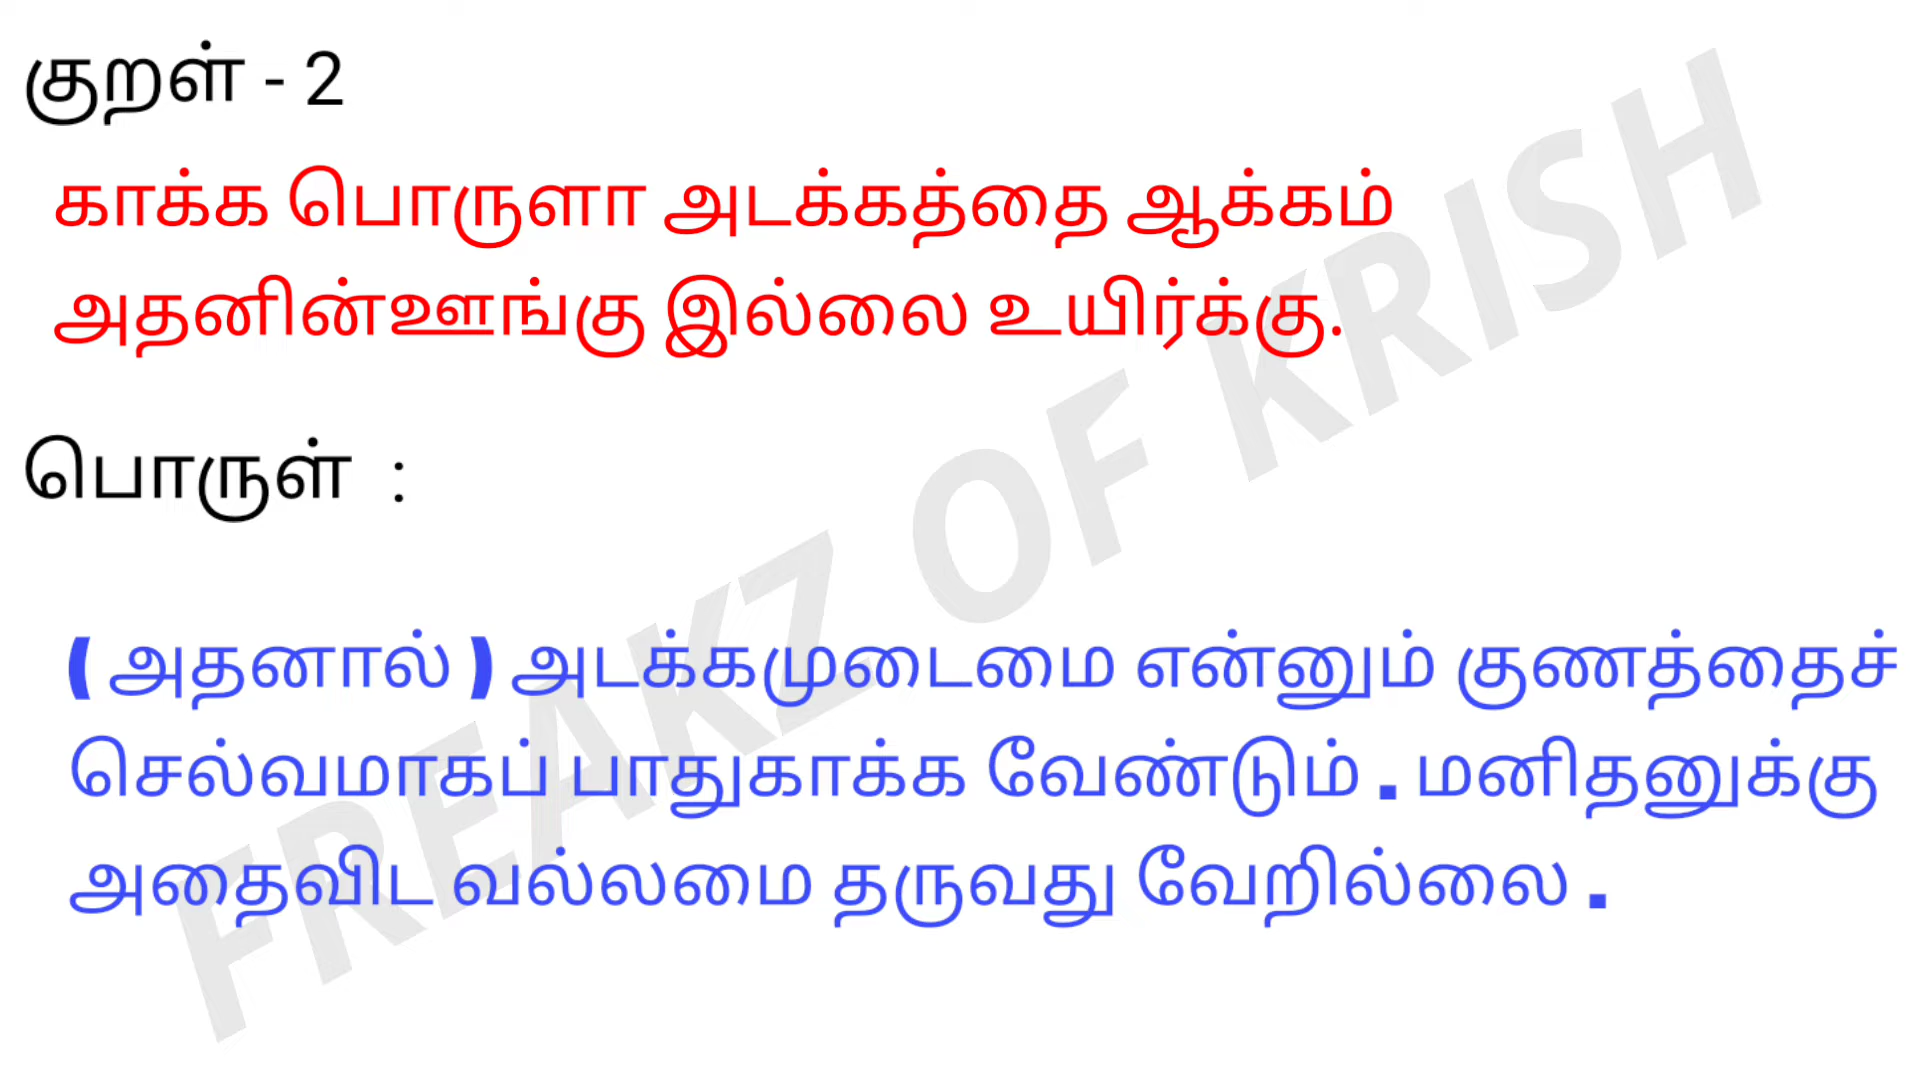 குறள் - 2
காக்க பொருளா அடக்கத்தை ஆக்கம்
அதனின்ஊங்கு இல்லை உயிர்க்கு.
பொருள் :
( அதனால் ) அடக்கமுடைமை என்னும் குணத்தைச்
செல்வமாகப் பாதுகாக்க வேண்டும் . மனிதனுக்கு
அதைவிட வல்லமை தருவது வேறில்லை .
FREAKZ OF KRISH